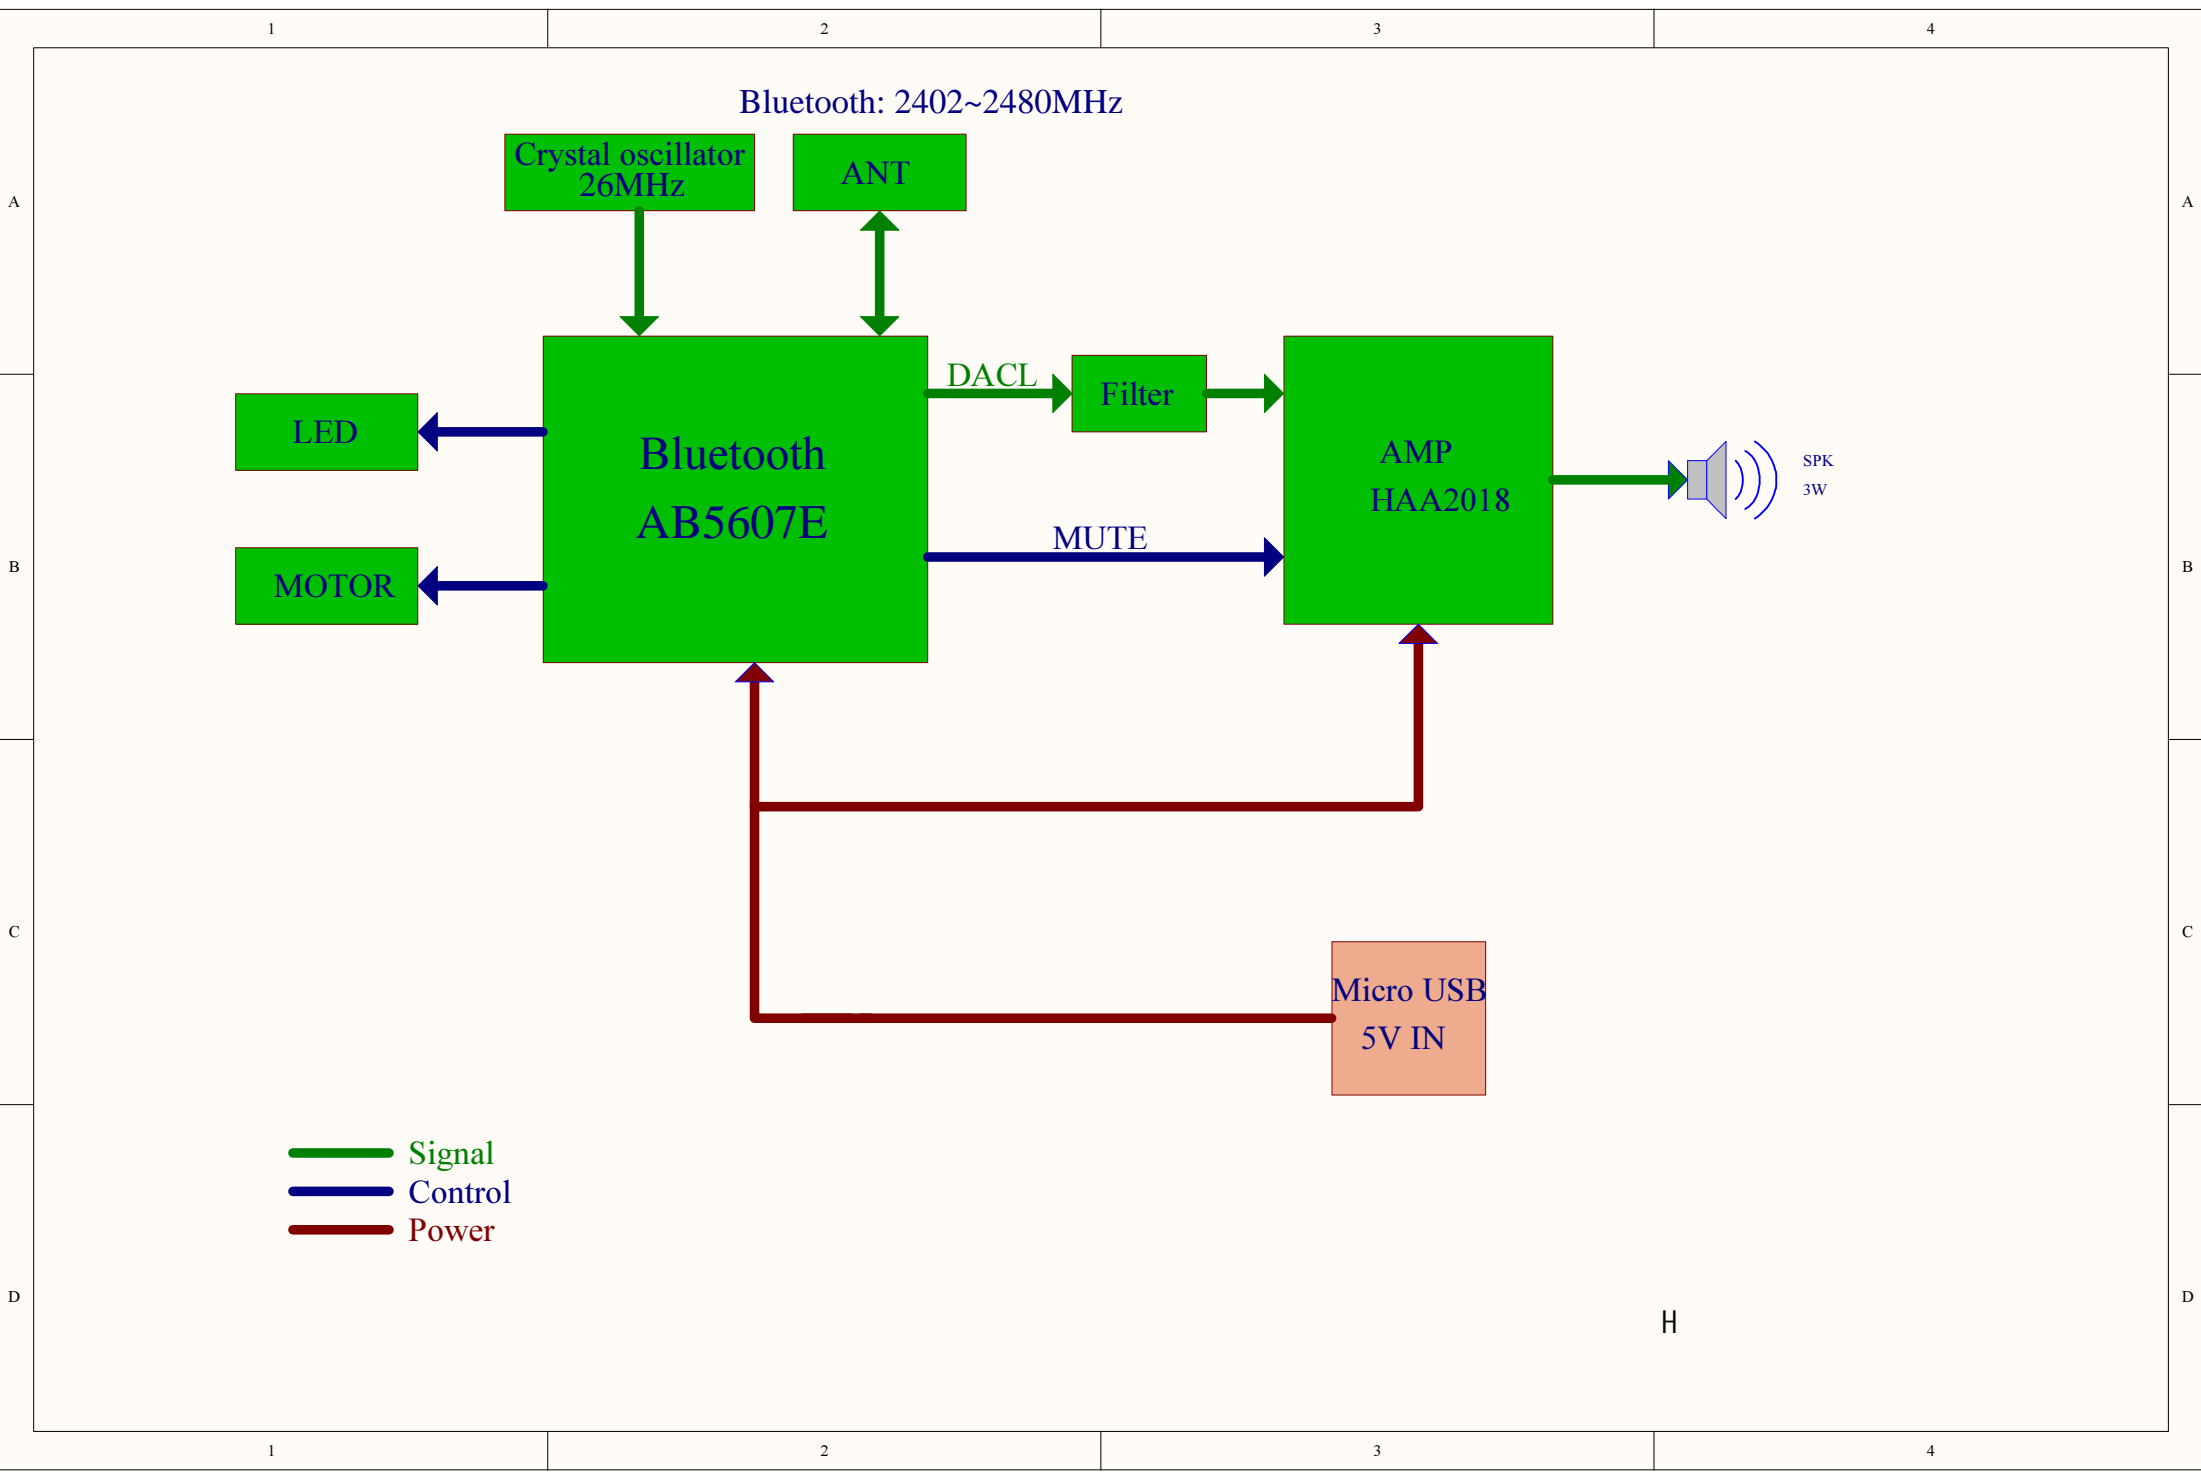 1 2 3 4
Bluetooth: 2402~2480MHz
Crystal oscillator
26MHz
ANT
A A
DACL
Filter
LED
Bluetooth
AB5607E
AMP
HAA2018
SPK
3W
MUTE
MOTOR
B B
C C
Micro USB
5V IN
Signal
Control
Power
D D
H
1 2 3 4